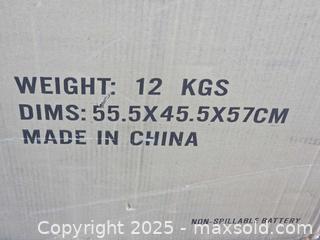 WEIGHT: 12 KGS
DIMS: 55.5X45.5X57CM
MADE IN CHINA
NON-SPILLABLE BATTERY
Copyright 2025 - maxsold.com